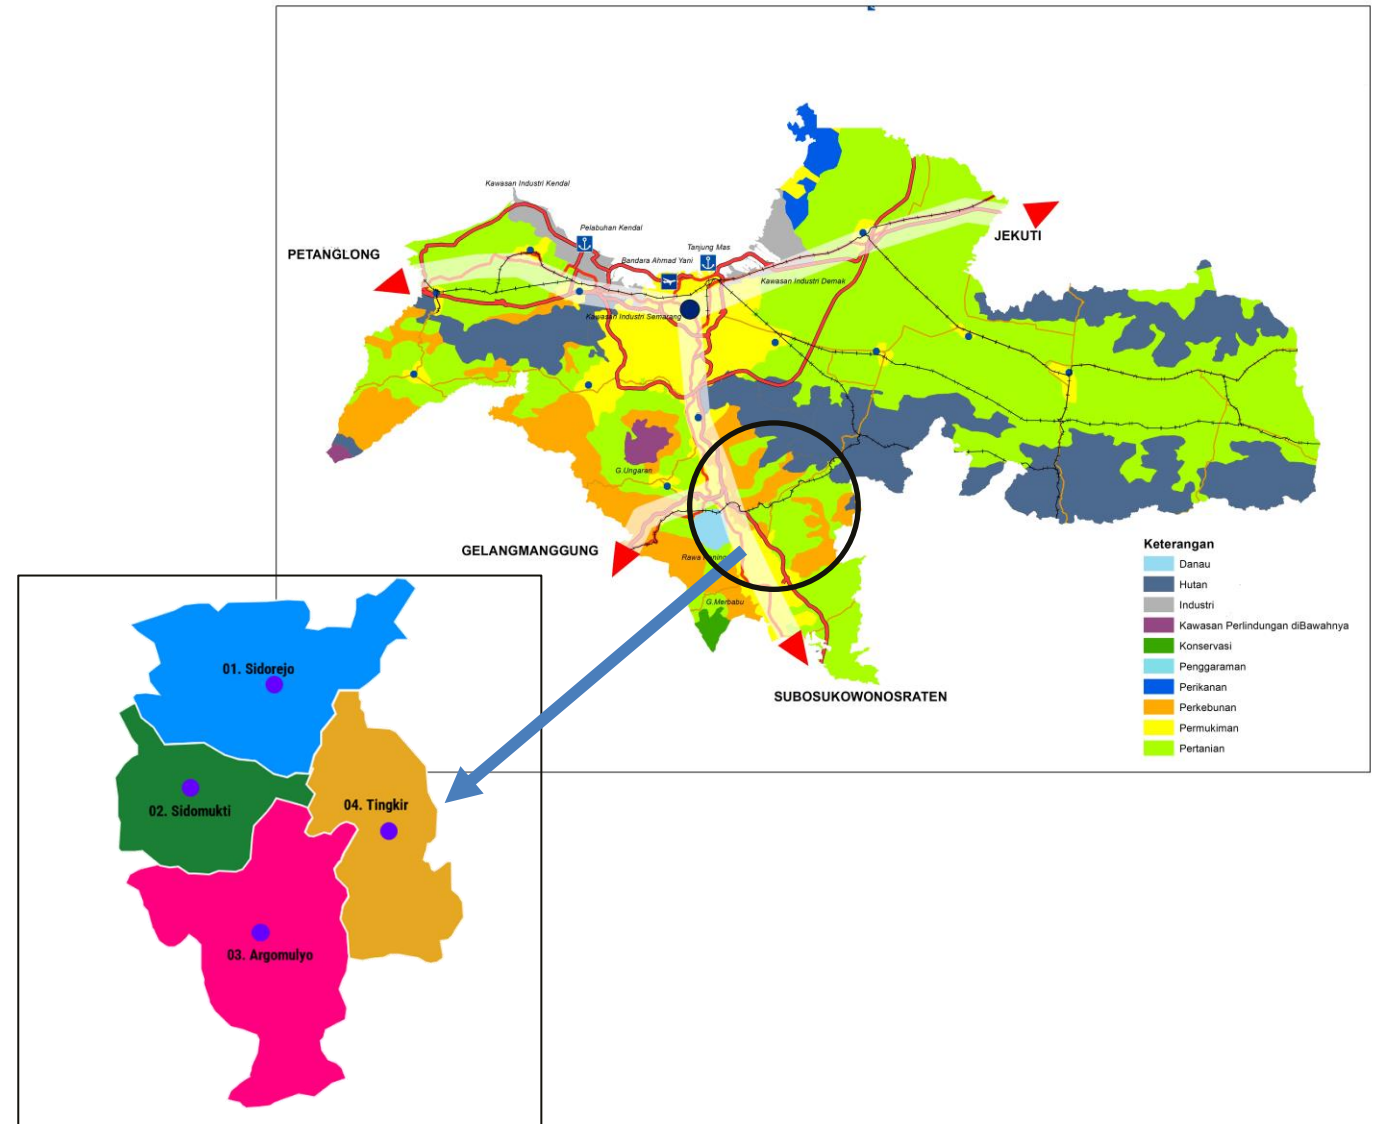 Kawasan Industri Kendal
Pelabuhan Kendal
PETANGLONG
Tanjung Mas
Bandara Ahmad Yani
JEKUTI
Kawasan Industri Demak
Kawasan Industri Semarang
G.Ungaran
GELANGMANGGUNG
Rawa Pening
G.Merbabu
SUBOSUKOWONOSRATEN
Keterangan
Danau
Hutan
Industri
Kawasan Perlindungan diBawahnya
Konservasi
Penggaraman
Perikanan
Perkebunan
Permukiman
Pertanian
01. Sidorejo
02. Sidomukti
04. Tingkir
03. Argomulyo